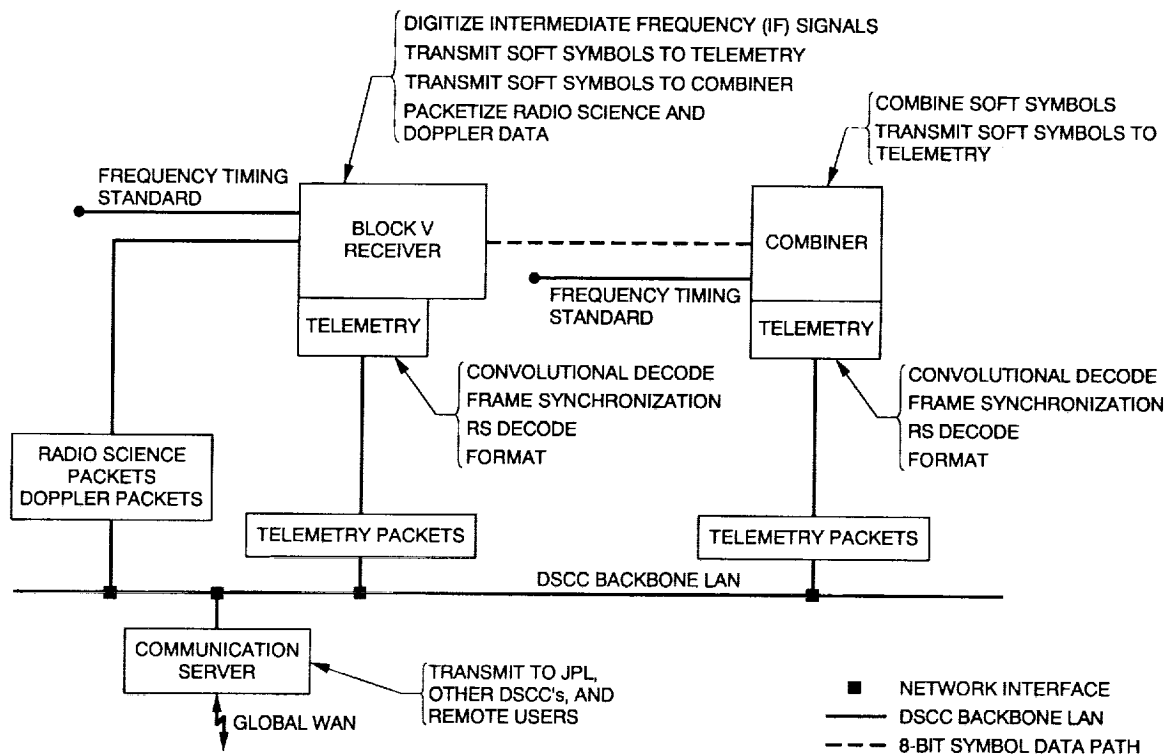 DIGITIZE INTERMEDIATE FREQUENCY (IF) SIGNALS
TRANSMIT SOFT SYMBOLS TO TELEMETRY
TRANSMIT SOFT SYMBOLS TO COMBINER
PACKETIZE RADIO SCIENCE AND
DOPPLER DATA
COMBINE SOFT SYMBOLS
TRANSMIT SOFT SYMBOLS TO
TELEMETRY
FREQUENCY TIMING
STANDARD
BLOCK V
RECEIVER
COMBINER
FREQUENCY TIMING
STANDARD
TELEMETRY
TELEMETRY
CONVOLUTIONAL DECODE
FRAME SYNCHRONIZATION
RS DECODE
FORMAT
CONVOLUTIONAL DECODE
FRAME SYNCHRONIZATION
RS DECODE
FORMAT
RADIO SCIENCE
PACKETS
DOPPLER PACKETS
TELEMETRY PACKETS
TELEMETRY PACKETS
DSCC BACKBONE LAN
COMMUNICATION
SERVER
TRANSMIT TO JPL,
OTHER DSCC's, AND
REMOTE USERS
GLOBAL WAN
NETWORK INTERFACE
DSCC BACKBONE LAN
8-BIT SYMBOL DATA PATH